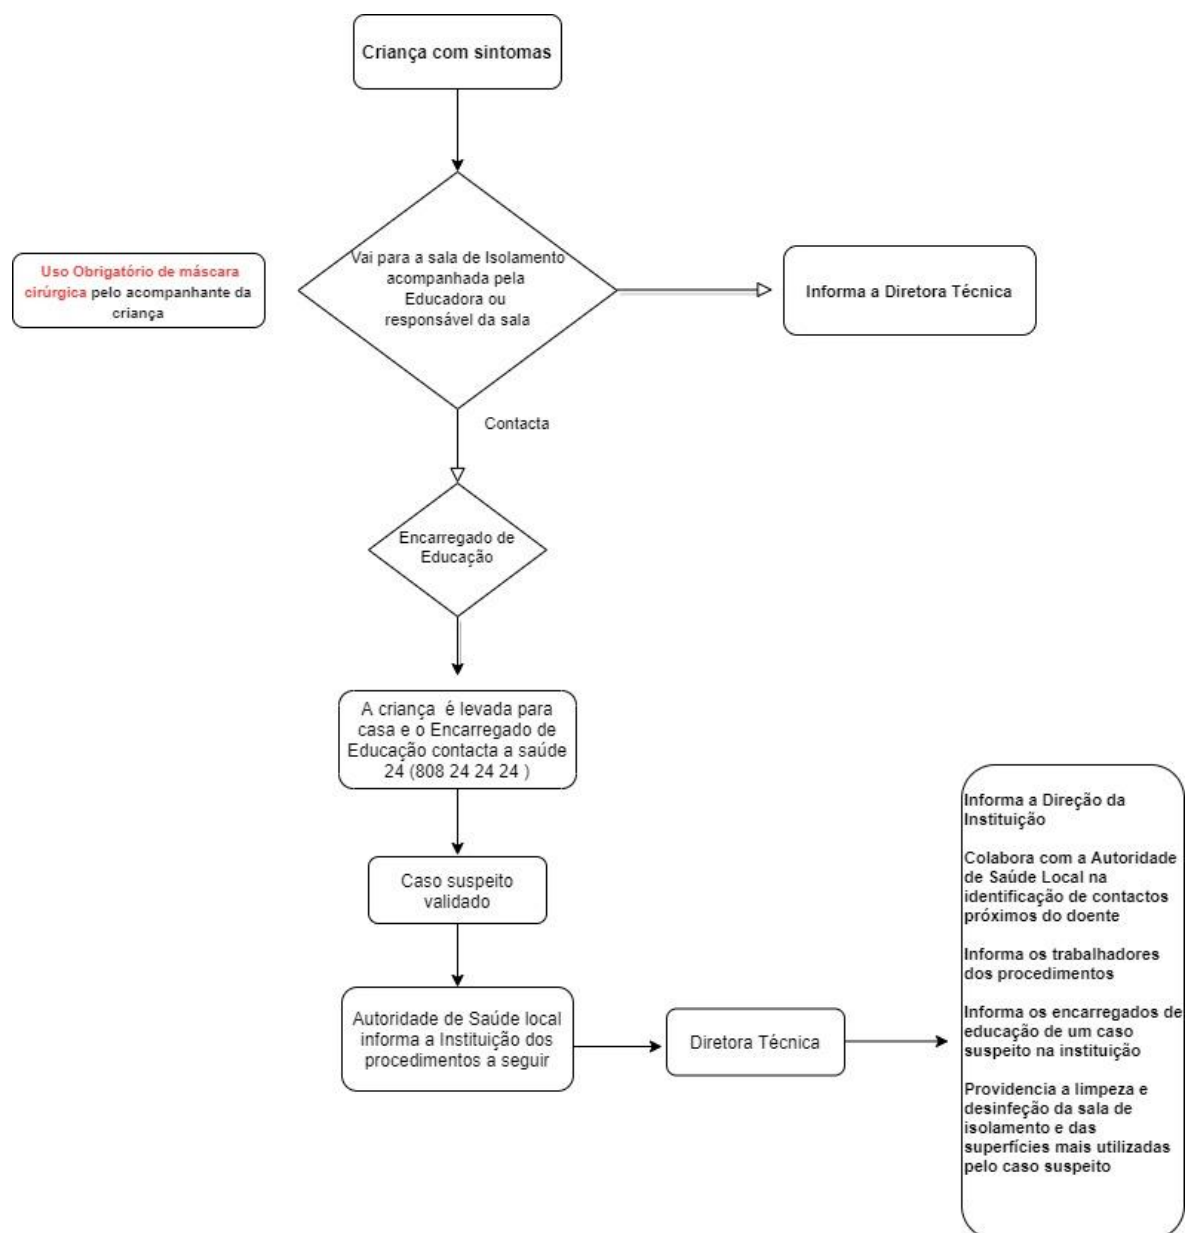 Criança com sintomas
Vai para a sala de Isolamento
acompanhada pela
Educadora ou
responsável da sala
Uso Obrigatório de máscara
cirúrgica pelo acompanhante da
criança
Informa a Diretora Técnica
Contacta
Encarregado de
Educação
A criança é levada para
casa e o Encarregado de
Educação contacta a saúde
24 (808 24 24 24 )
Caso suspeito
validado
Autoridade de Saúde local
informa a Instituição dos
procedimentos a seguir
Diretora Técnica
Informa a Direção da
Instituição
Colabora com a Autoridade
de Saúde Local na
identificação de contactos
próximos do doente
Informa os trabalhadores
dos procedimentos
Informa os encarregados de
educação de um caso
suspeito na instituição
Providencia a limpeza e
desinfeção da sala de
isolamento e das
superfícies mais utilizadas
pelo caso suspeito